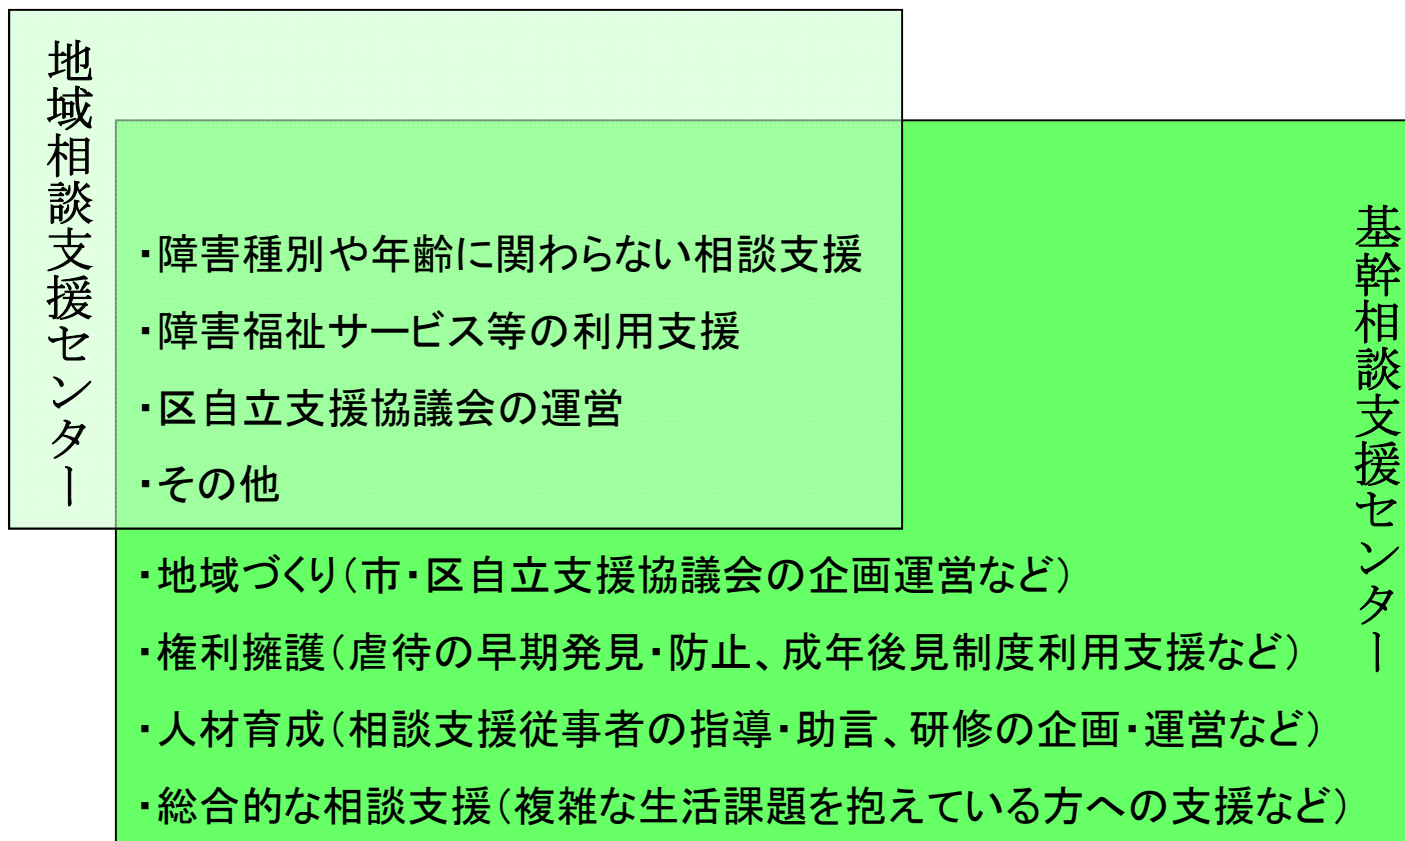 地域相談支援センター
・障害種別や年齢に関わらない相談支援
・障害福祉サービス等の利用支援
・区自立支援協議会の運営
・その他
・地域づくり(市・区自立支援協議会の企画運営など)
・権利擁護(虐待の早期発見・防止、成年後見制度利用支援など)
・人材育成(相談支援従事者の指導・助言、研修の企画・運営など)
・総合的な相談支援(複雑な生活課題を抱えている方への支援など)
基幹相談支援センター